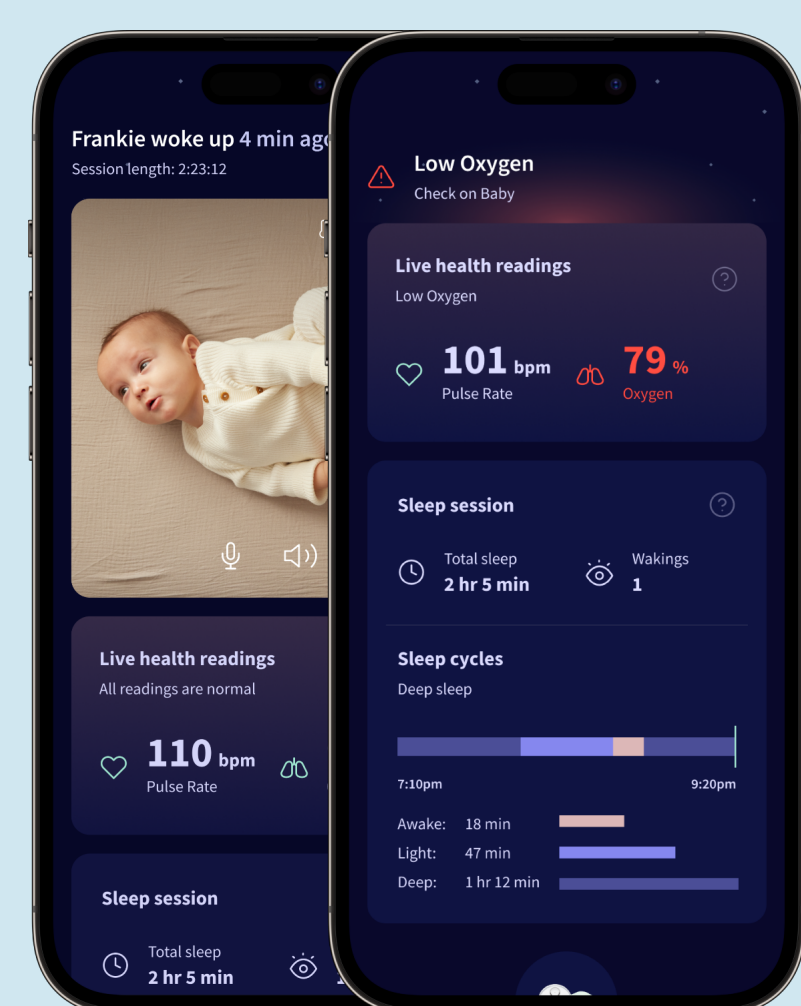 Frankie woke up 4 min ago
Session length: 2:23:12
Live health readings
All readings are normal
110 bpm
Pulse Rate
Sleep session
Total sleep
2 hr 5 min
Low Oxygen
Check on Baby
Live health readings
Low Oxygen
?
101 bpm
Pulse Rate
79 %
Oxygen
Sleep session
?
Total sleep
2 hr 5 min
Wakings
1
Sleep cycles
Deep sleep
7:10pm
9:20pm
Awake: 18 min
Light: 47 min
Deep: 1 hr 12 min